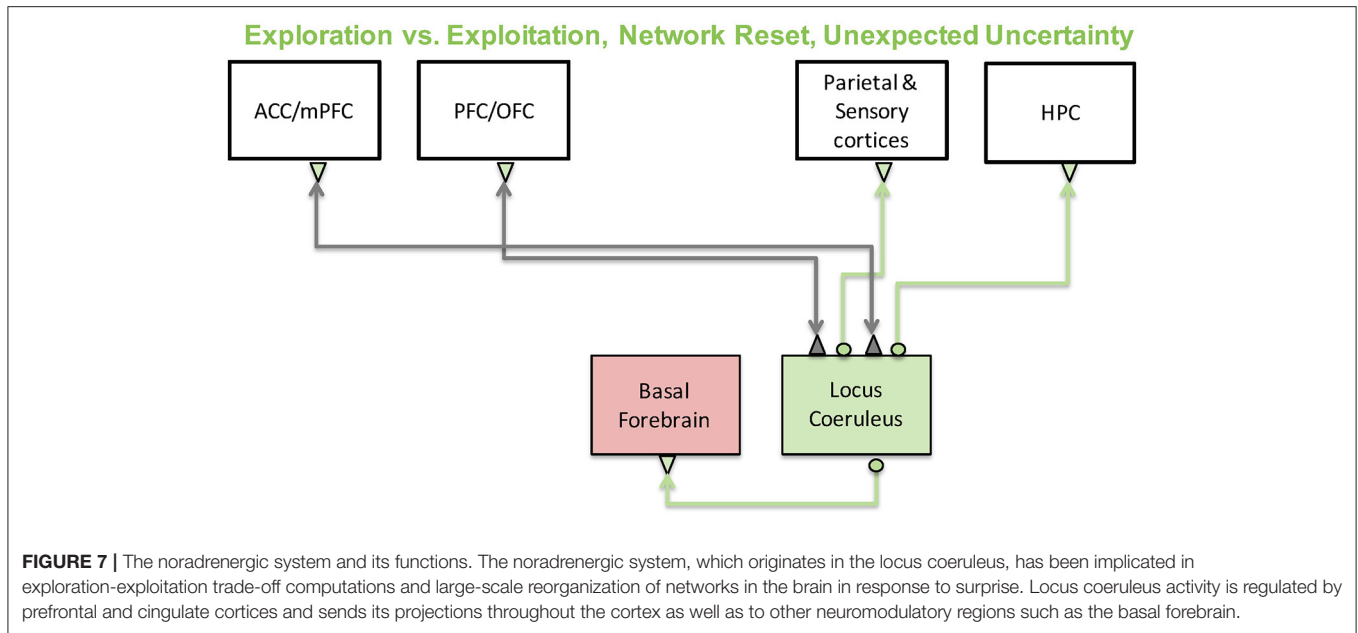 Exploration vs. Exploitation, Network Reset, Unexpected Uncertainty
ACC/mPFC
PFC/OFC
Parietal &
Sensory
cortices
HPC
Basal
Forebrain
Locus
Coeruleus
FIGURE 7 | The noradrenergic system and its functions. The noradrenergic system, which originates in the locus coeruleus, has been implicated in
exploration-exploitation trade-off computations and large-scale reorganization of networks in the brain in response to surprise. Locus coeruleus activity is regulated by
prefrontal and cingulate cortices and sends its projections throughout the cortex as well as to other neuromodulatory regions such as the basal forebrain.